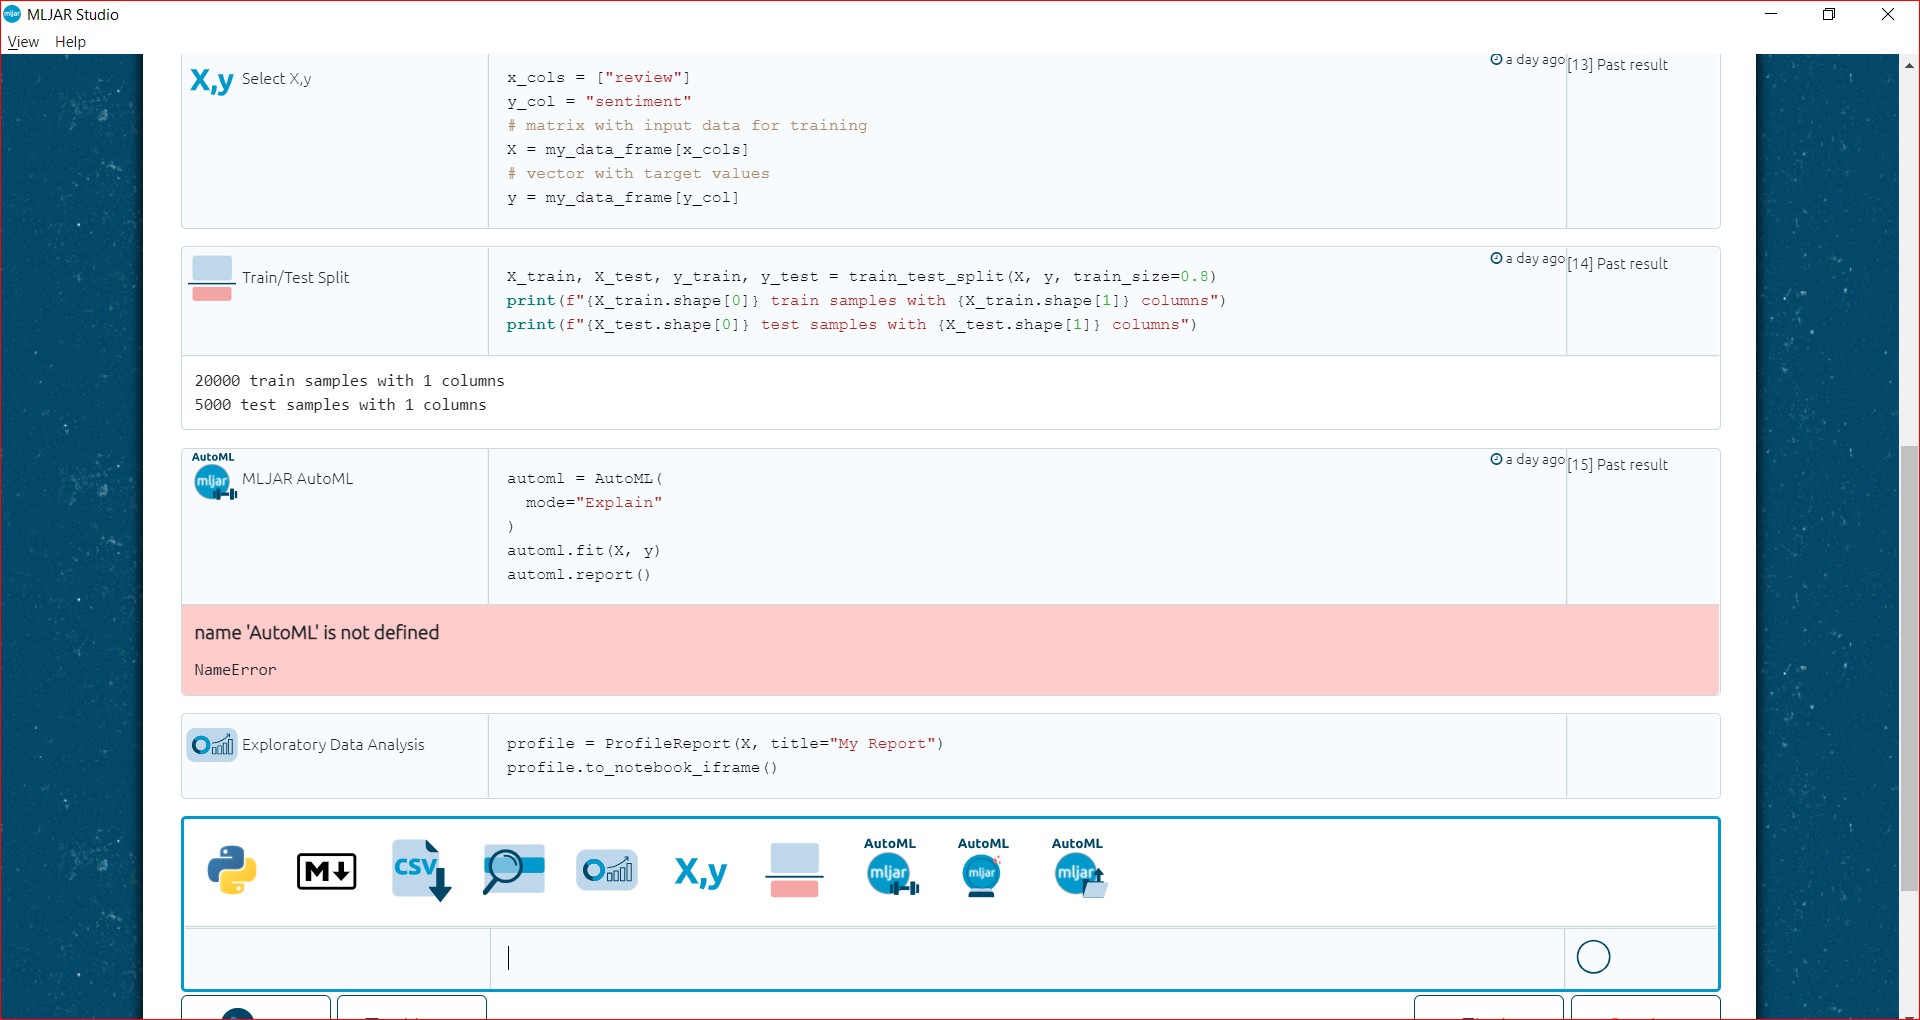 mljar MLJAR Studio
View Help
X,y Select X,y
x_cols = ["review"]
y_col = "sentiment"
# matrix with input data for training
X = my_data_frame[x_cols]
# vector with target values
y = my_data_frame[y_col]
a day ago
[13] Past result
Train/Test Split
X_train, X_test, y_train, y_test = train_test_split(X, y, train_size=0.8)
print(f"{X_train.shape[0]} train samples with {X_train.shape[1]} columns")
print(f"{X_test.shape[0]} test samples with {X_test.shape[1]} columns")
a day ago
[14] Past result
20000 train samples with 1 columns
5000 test samples with 1 columns
AutoML
mljar MLJAR AutoML
automl = AutoML(
mode="Explain"
)
automl.fit(X, y)
automl.report()
a day ago
[15] Past result
name 'AutoML' is not defined
NameError
Exploratory Data Analysis
profile = ProfileReport(X, title="My Report")
profile.to_notebook_iframe()
AutoML AutoML AutoML
M CSV X,y mljar mljar mljar